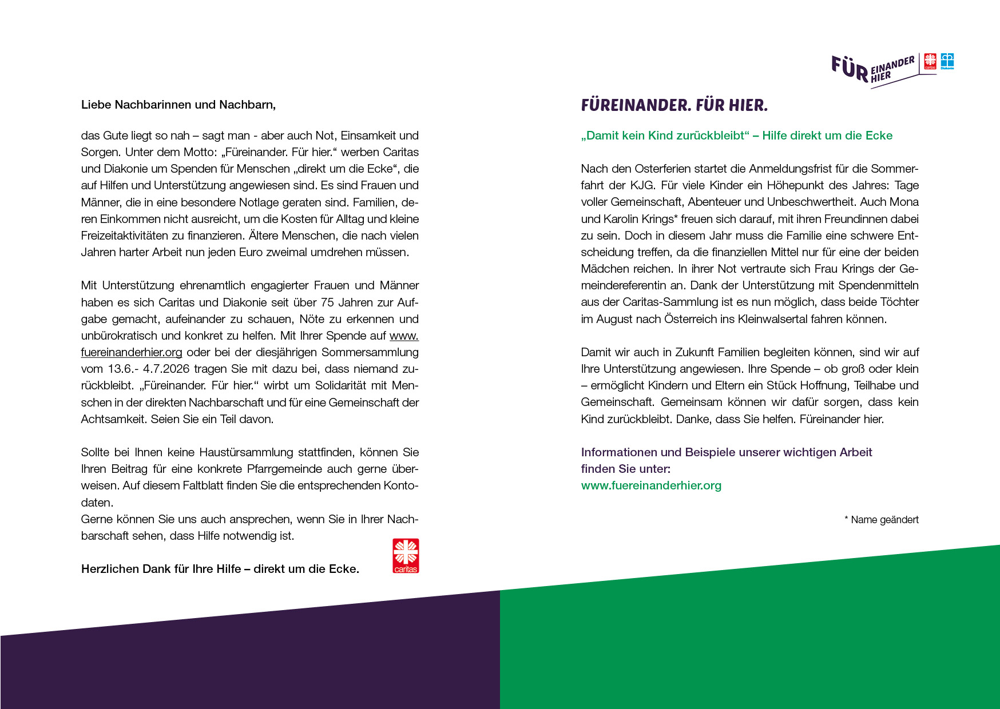 Liebe Nachbarinnen und Nachbarn,
das Gute liegt so nah – sagt man - aber auch Not, Einsamkeit und
Sorgen. Unter dem Motto: „Füreinander. Für hier.“ werben Caritas
und Diakonie um Spenden für Menschen „direkt um die Ecke“, die
auf Hilfen und Unterstützung angewiesen sind. Es sind Frauen und
Männer, die in eine besondere Notlage geraten sind. Familien, de-
ren Einkommen nicht ausreicht, um die Kosten für Alltag und kleine
Freizeitaktivitäten zu finanzieren. Ältere Menschen, die nach vielen
Jahren harter Arbeit nun jeden Euro zweimal umdrehen müssen.
Mit Unterstützung ehrenamtlich engagierter Frauen und Männer
haben es sich Caritas und Diakonie seit über 75 Jahren zur Auf-
gabe gemacht, aufeinander zu schauen, Nöte zu erkennen und
unbürokratisch und konkret zu helfen. Mit Ihrer Spende auf www.
fuereinanderhier.org oder bei der diesjährigen Sommersammlung
vom 13.6.- 4.7.2026 tragen Sie mit dazu bei, dass niemand zu-
rückbleibt. „Füreinander. Für hier.“ wirbt um Solidarität mit Men-
schen in der direkten Nachbarschaft und für eine Gemeinschaft der
Achtsamkeit. Seien Sie ein Teil davon.
Sollte bei Ihnen keine Haustürsammlung stattfinden, können Sie
Ihren Beitrag für eine konkrete Pfarrgemeinde auch gerne über-
weisen. Auf diesem Faltblatt finden Sie die entsprechenden Konto-
daten.
Gerne können Sie uns auch ansprechen, wenn Sie in Ihrer Nach-
barschaft sehen, dass Hilfe notwendig ist.
Herzlichen Dank für Ihre Hilfe – direkt um die Ecke.
caritas
FÜR EINANDER
HIER
caritas
Diakonie
FÜREINANDER. FÜR HIER.
„Damit kein Kind zurückbleibt“ – Hilfe direkt um die Ecke
Nach den Osterferien startet die Anmeldungsfrist für die Sommer-
fahrt der KJG. Für viele Kinder ein Höhepunkt des Jahres: Tage
voller Gemeinschaft, Abenteuer und Unbeschwertheit. Auch Mona
und Karolin Krings* freuen sich darauf, mit ihren Freundinnen dabei
zu sein. Doch in diesem Jahr muss die Familie eine schwere Ent-
scheidung treffen, da die finanziellen Mittel nur für eine der beiden
Mädchen reichen. In ihrer Not vertraute sich Frau Krings der Ge-
meindereferentin an. Dank der Unterstützung mit Spendenmitteln
aus der Caritas-Sammlung ist es nun möglich, dass beide Töchter
im August nach Österreich ins Kleinwalsertal fahren können.
Damit wir auch in Zukunft Familien begleiten können, sind wir auf
Ihre Unterstützung angewiesen. Ihre Spende – ob groß oder klein
– ermöglicht Kindern und Eltern ein Stück Hoffnung, Teilhabe und
Gemeinschaft. Gemeinsam können wir dafür sorgen, dass kein
Kind zurückbleibt. Danke, dass Sie helfen. Füreinander hier.
Informationen und Beispiele unserer wichtigen Arbeit
finden Sie unter:
www.fuereinanderhier.org
* Name geändert